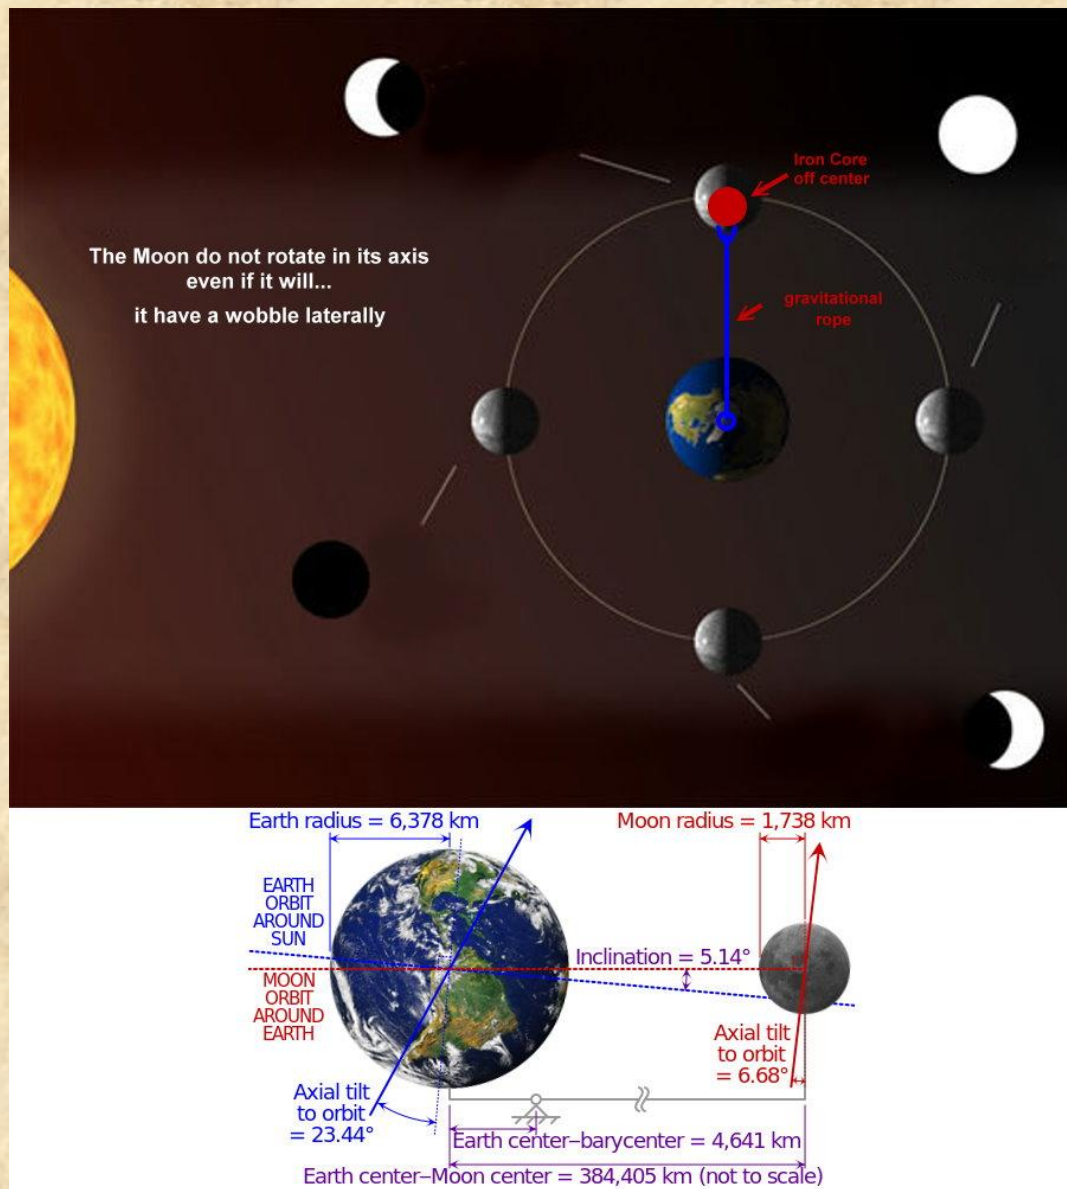 Iron Core
off center
The Moon do not rotate in its axis
even if it will...
it have a wobble laterally
gravitational
rope
Earth radius = 6,378 km
Moon radius = 1,738 km
EARTH
ORBIT
AROUND
SUN
Inclination = 5.14°
MOON
ORBIT
AROUND
EARTH
Axial tilt
to orbit
= 6.68°
Axial tilt
to orbit
= 23.44°
Earth center–barycenter = 4,641 km
Earth center–Moon center = 384,405 km (not to scale)